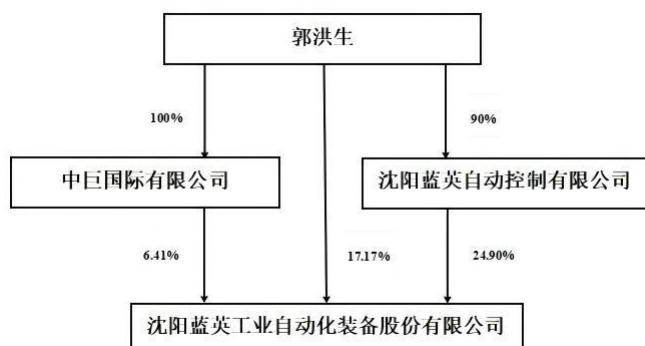 郭洪生
100%
90%
中巨国际有限公司
沈阳蓝英自动控制有限公司
6.41%
17.17%
24.90%
沈阳蓝英工业自动化装备股份有限公司